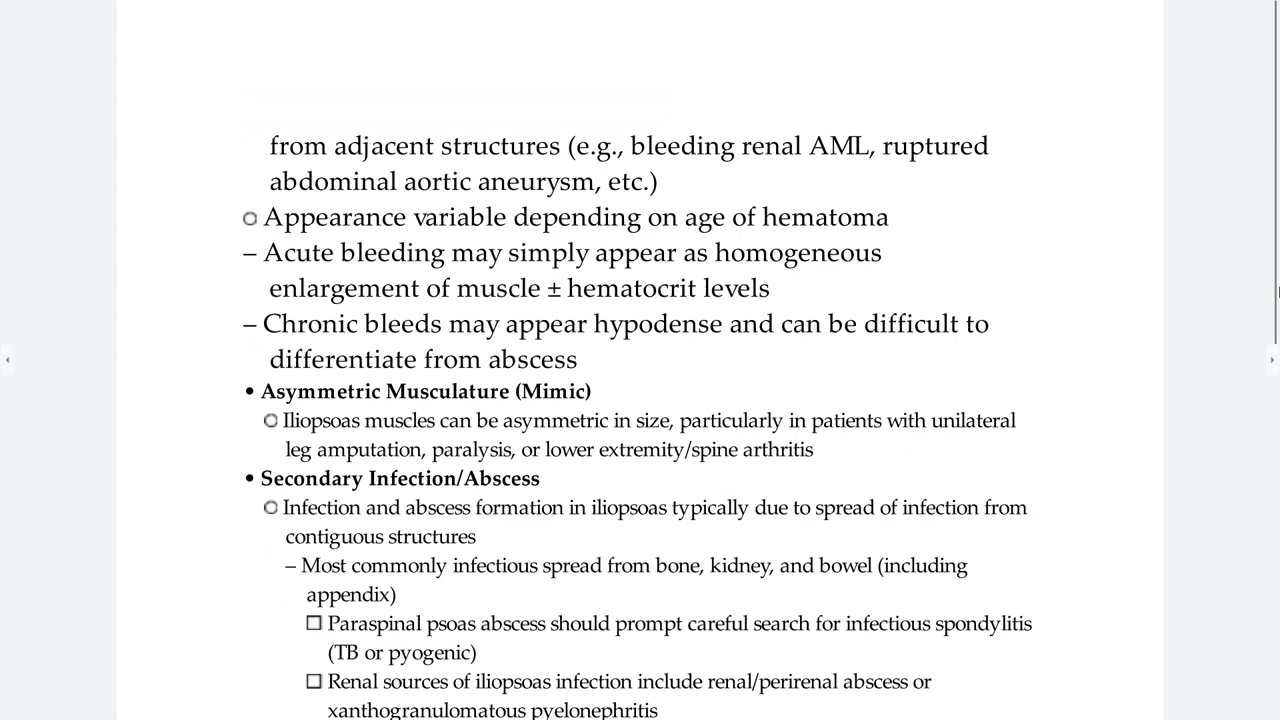 from adjacent structures (e.g., bleeding renal AML, ruptured
abdominal aortic aneurysm, etc.)
○ Appearance variable depending on age of hematoma
– Acute bleeding may simply appear as homogeneous
enlargement of muscle ± hematocrit levels
– Chronic bleeds may appear hypodense and can be difficult to
differentiate from abscess
• Asymmetric Musculature (Mimic)
○ Iliopsoas muscles can be asymmetric in size, particularly in patients with unilateral
leg amputation, paralysis, or lower extremity/spine arthritis
• Secondary Infection/Abscess
○ Infection and abscess formation in iliopsoas typically due to spread of infection from
contiguous structures
– Most commonly infectious spread from bone, kidney, and bowel (including
appendix)
□ Paraspinal psoas abscess should prompt careful search for infectious spondylitis
(TB or pyogenic)
□ Renal sources of iliopsoas infection include renal/perirenal abscess or
xanthogranulomatous pyelonephritis